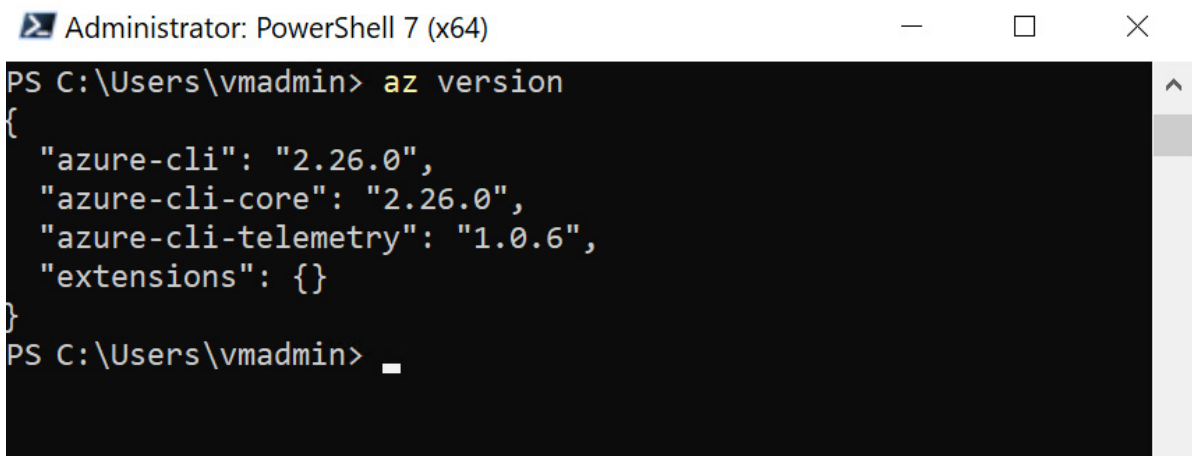 Administrator: PowerShell 7 (x64)
PS C:\Users\vmadmin> az version
{
  "azure-cli": "2.26.0",
  "azure-cli-core": "2.26.0",
  "azure-cli-telemetry": "1.0.6",
  "extensions": {}
}
PS C:\Users\vmadmin>